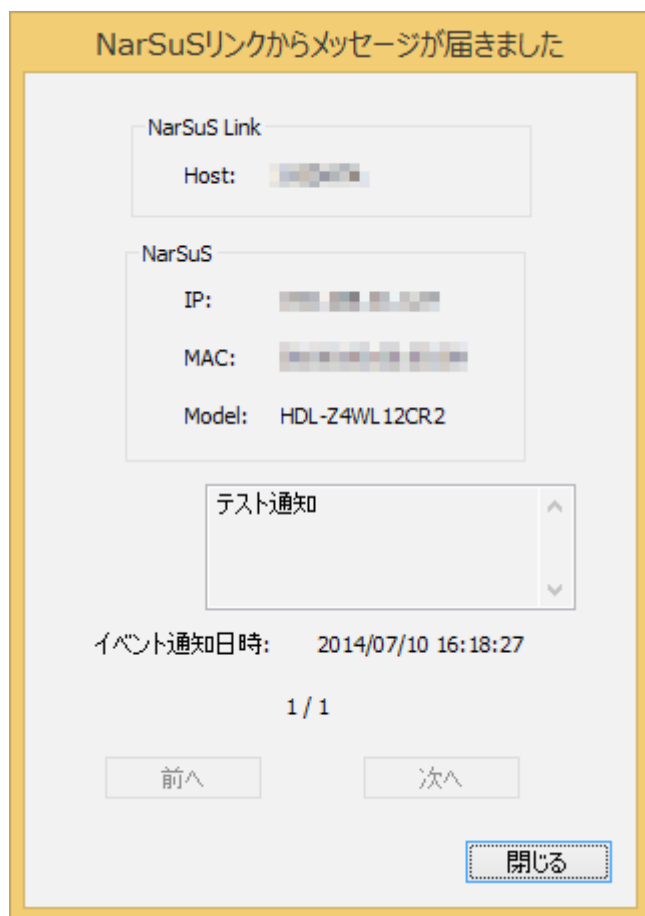 NarSuSリンクからメッセージが届きました
NarSuS Link
Host:
NarSuS
IP:
MAC:
Model: HDL-Z4WL12CR2
テスト通知
イベント通知日時: 2014/07/10 16:18:27
1 / 1
前へ 次へ
閉じる